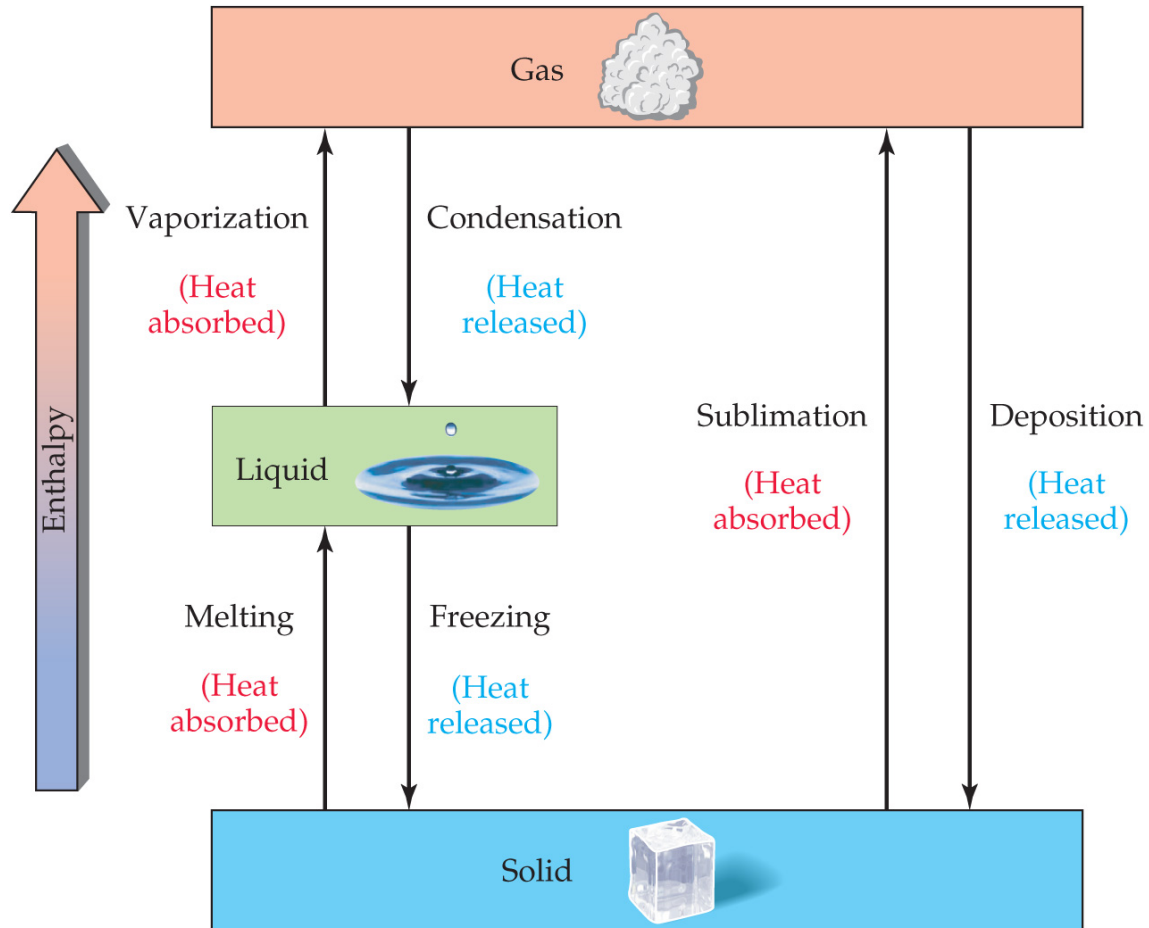 Gas
Vaporization
(Heat
absorbed)
Condensation
(Heat
released)
Enthalpy
Liquid
Sublimation
(Heat
absorbed)
Deposition
(Heat
released)
Melting
(Heat
absorbed)
Freezing
(Heat
released)
Solid